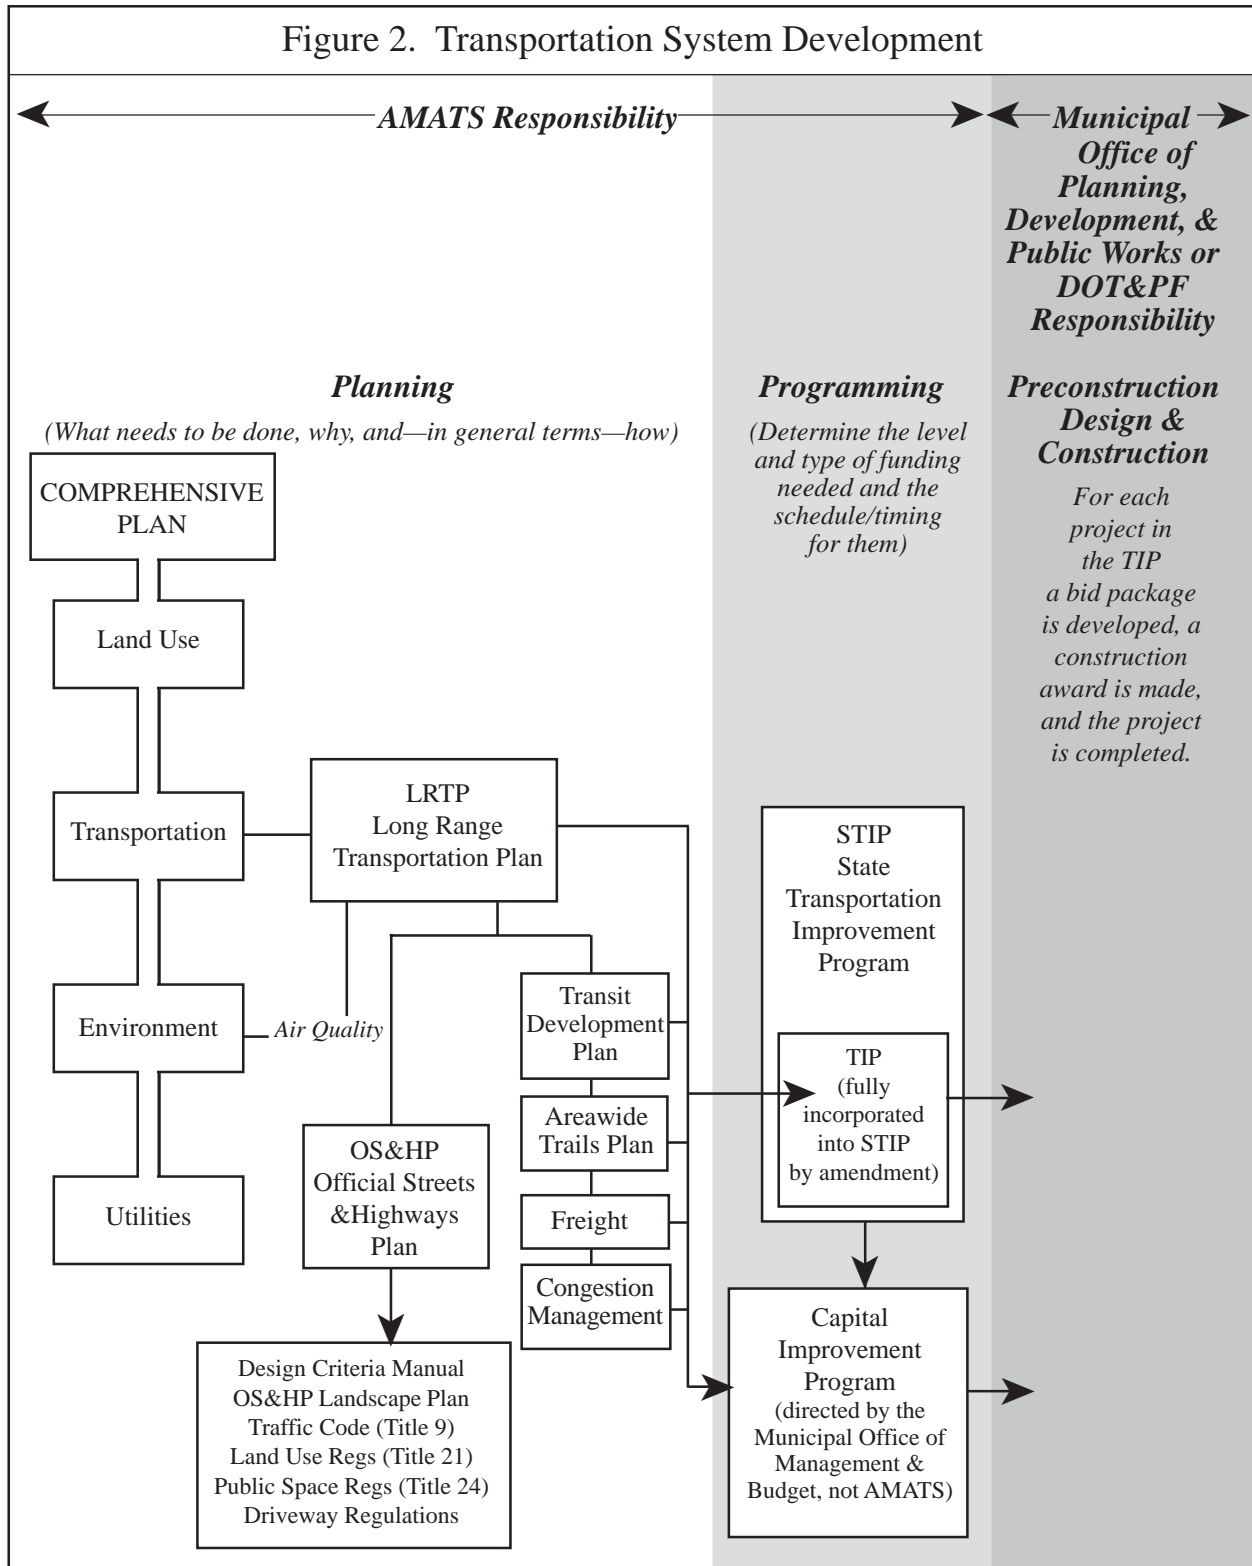 Figure 2. Transportation System Development
AMATS Responsibility
Municipal
Office of
Planning,
Development, &
Public Works or
DOT&PF
Responsibility
Planning
(What needs to be done, why, and—in general terms—how)
Programming
(Determine the level
and type of funding
needed and the
schedule/timing
for them)
Preconstruction
Design &
Construction
For each
project in
the TIP
a bid package
is developed, a
construction
award is made,
and the project
is completed.
COMPREHENSIVE
PLAN
Land Use
Transportation
Environment
Utilities
LRTP
Long Range
Transportation Plan
Air Quality
OS&HP
Official Streets
&Highways
Plan
Design Criteria Manual
OS&HP Landscape Plan
Traffic Code (Title 9)
Land Use Regs (Title 21)
Public Space Regs (Title 24)
Driveway Regulations
Transit
Development
Plan
Areawide
Trails Plan
Freight
Congestion
Management
STIP
State
Transportation
Improvement
Program
TIP
(fully
incorporated
into STIP
by amendment)
Capital
Improvement
Program
(directed by the
Municipal Office of
Management &
Budget, not AMATS)